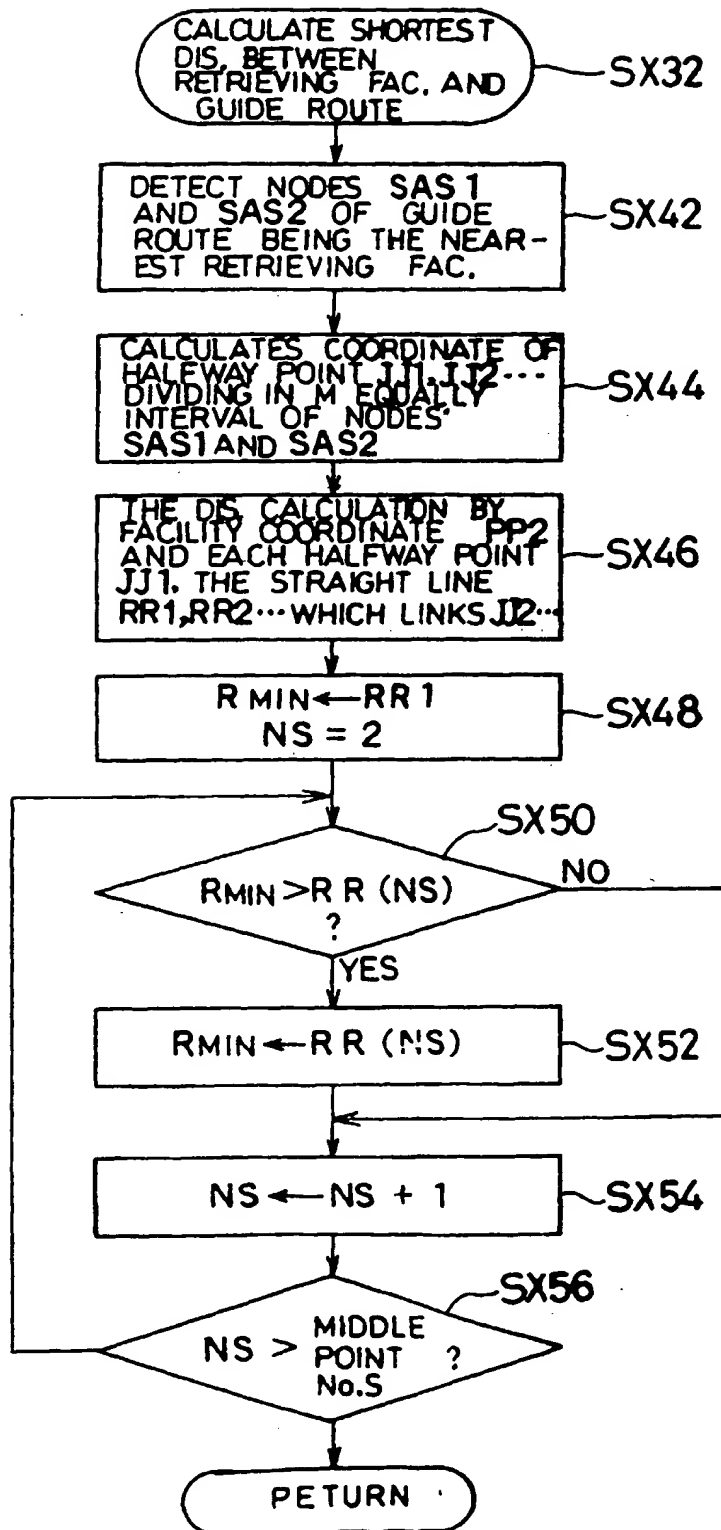 CALCULATE SHORTEST
DIS, BETWEEN
RETRIEVING FAC. AND
GUIDE ROUTE
SX32
DETECT NODES SAS1
AND SAS2 OF GUIDE
ROUTE BEING THE NEAR-
EST RETRIEVING FAC.
SX42
CALCULATES COORDINATE OF
HALFWAY POINT JJ1,JJ2····
DIVIDING IN M EQUALLY
INTERVAL OF NODES.
SAS1 AND SAS2
SX44
THE DIS. CALCULATION BY
FACILITY COORDINATE PP2
AND EACH HALFWAY POINT
JJ1. THE STRAIGHT LINE
RR1,RR2···WHICH LINKS JJ2···
SX46
RMIN←RR1
NS = 2
SX48
SX50
RMIN>RR(NS)
?
NO
YES
RMIN←RR(NS)
SX52
NS←NS + 1
SX54
SX56
NS > MIDDLE
POINT ?
No.S
PETURN